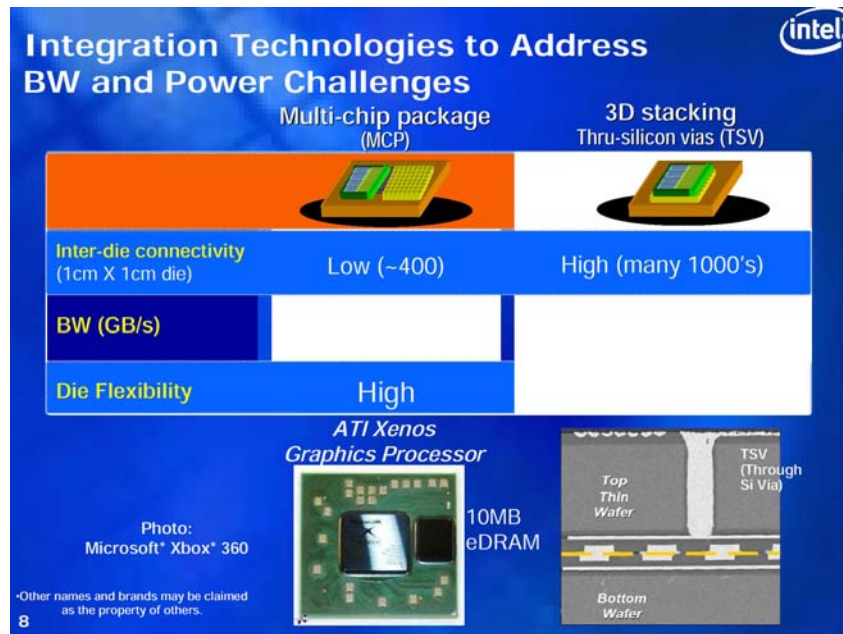 Integration Technologies to Address
BW and Power Challenges
intel
Multi-chip package
(MCP)
3D stacking
Thru-silicon vias (TSV)
Inter-die connectivity
(1cm X 1cm die)
Low (~400)
High (many 1000's)
BW (GB/s)
Die Flexibility
High
ATI Xenos
Graphics Processor
10MB
eDRAM
Photo:
Microsoft* Xbox* 360
TSV
(Through
Si Via)
Top
Thin
Wafer
Bottom
Wafer
•Other names and brands may be claimed
as the property of others.
8